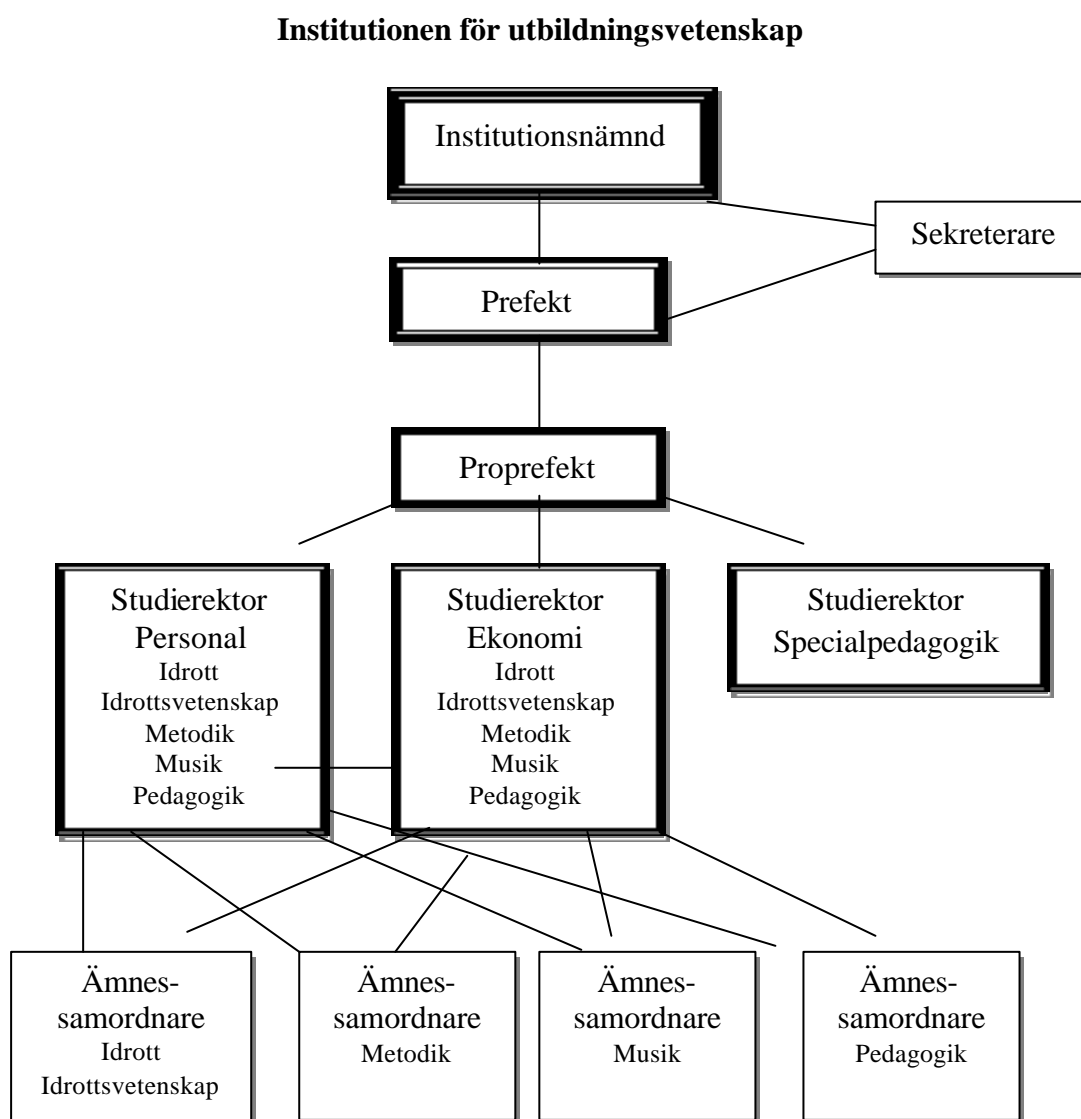 Institutionen för utbildningsvetenskap
Institutionsnämnd
Sekreterare
Prefekt
Proprefekt
Studierektor
Personal
Idrott
Idrottsvetenskap
Metodik
Musik
Pedagogik
Studierektor
Ekonomi
Idrott
Idrottsvetenskap
Metodik
Musik
Pedagogik
Studierektor
Specialpedagogik
Ämnes-
samordnare
Idrott
Idrottsvetenskap
Ämnes-
samordnare
Metodik
Ämnes-
samordnare
Musik
Ämnes-
samordnare
Pedagogik